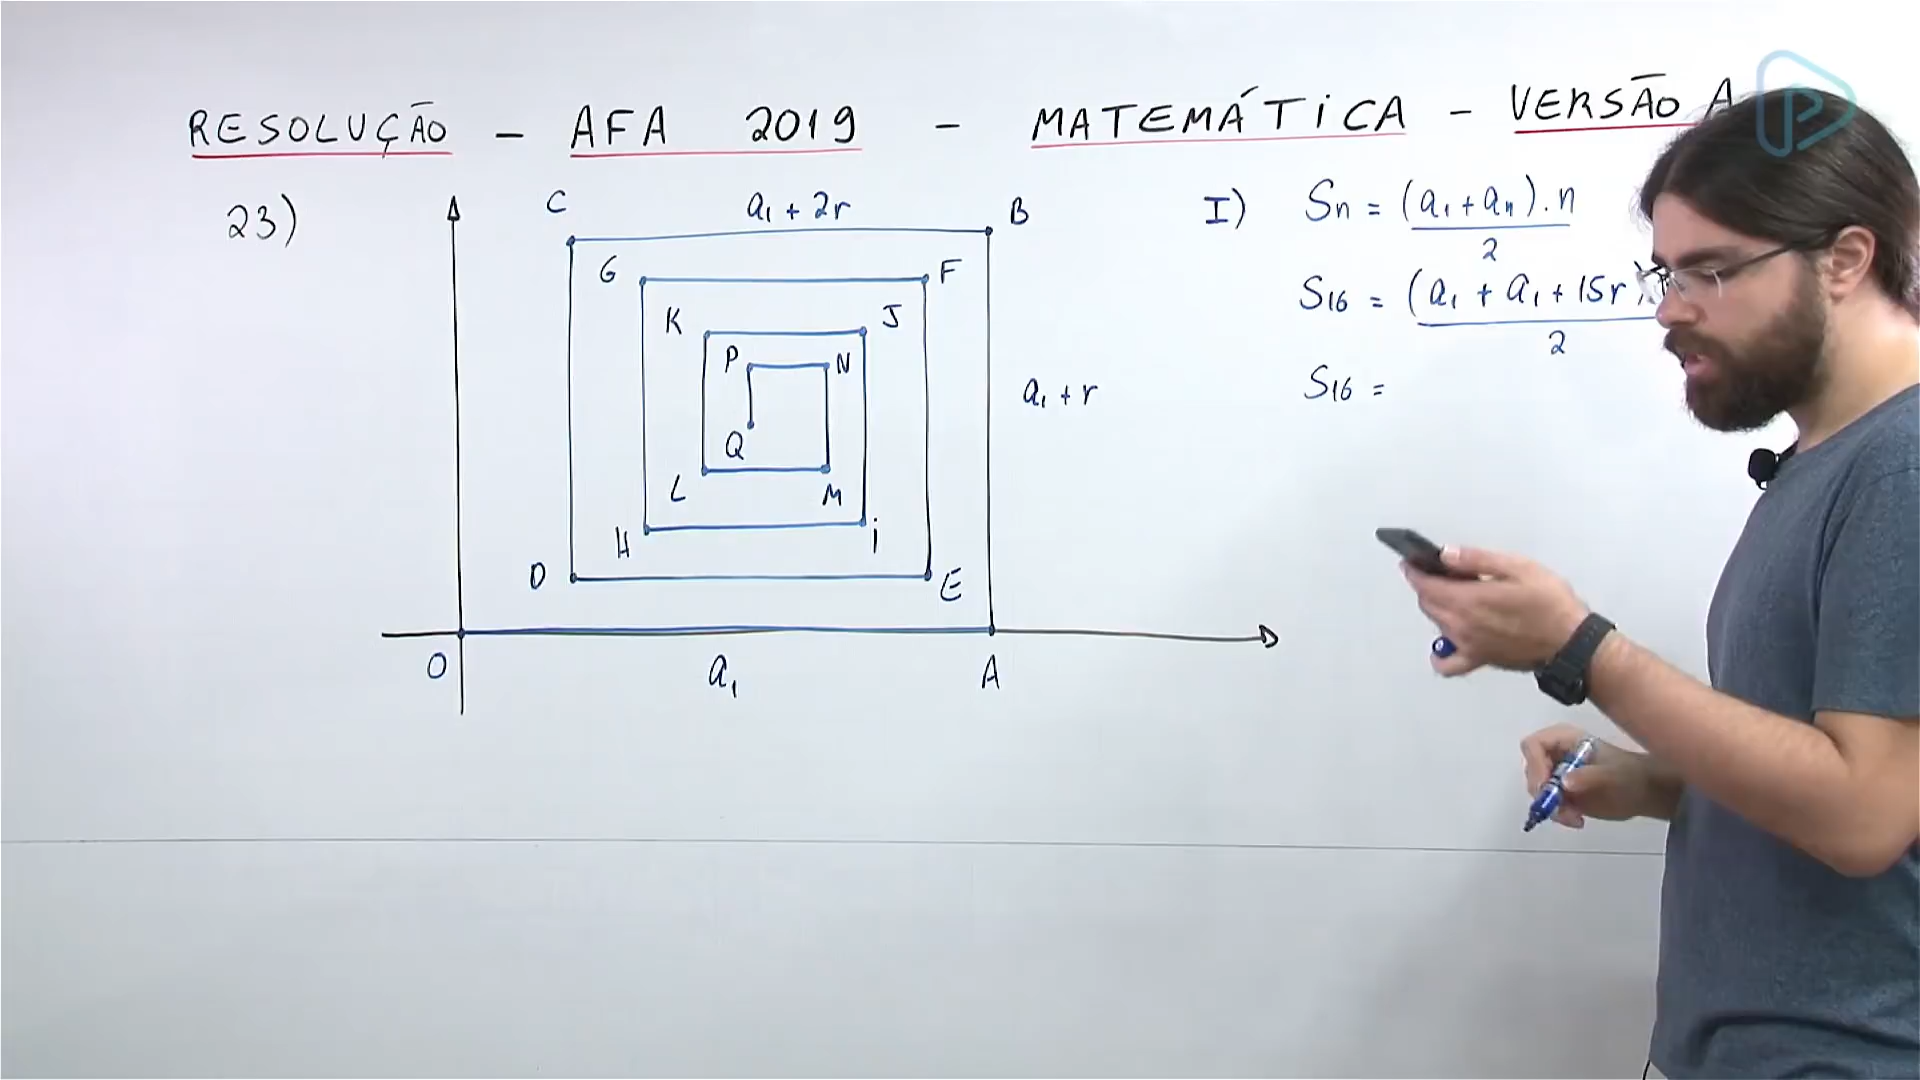 RESOLUÇÃO - AFA 2019 - MATEMÁTICA - VERSÃO A
23)
C a₁ + 2r B
G F
K J
P N
Q
L M
H i
D E
a₁ + r
O a₁ A
I) Sn = (a₁ + an) . n
2
S16 = (a₁ + a₁ + 15r)
2
S16 =